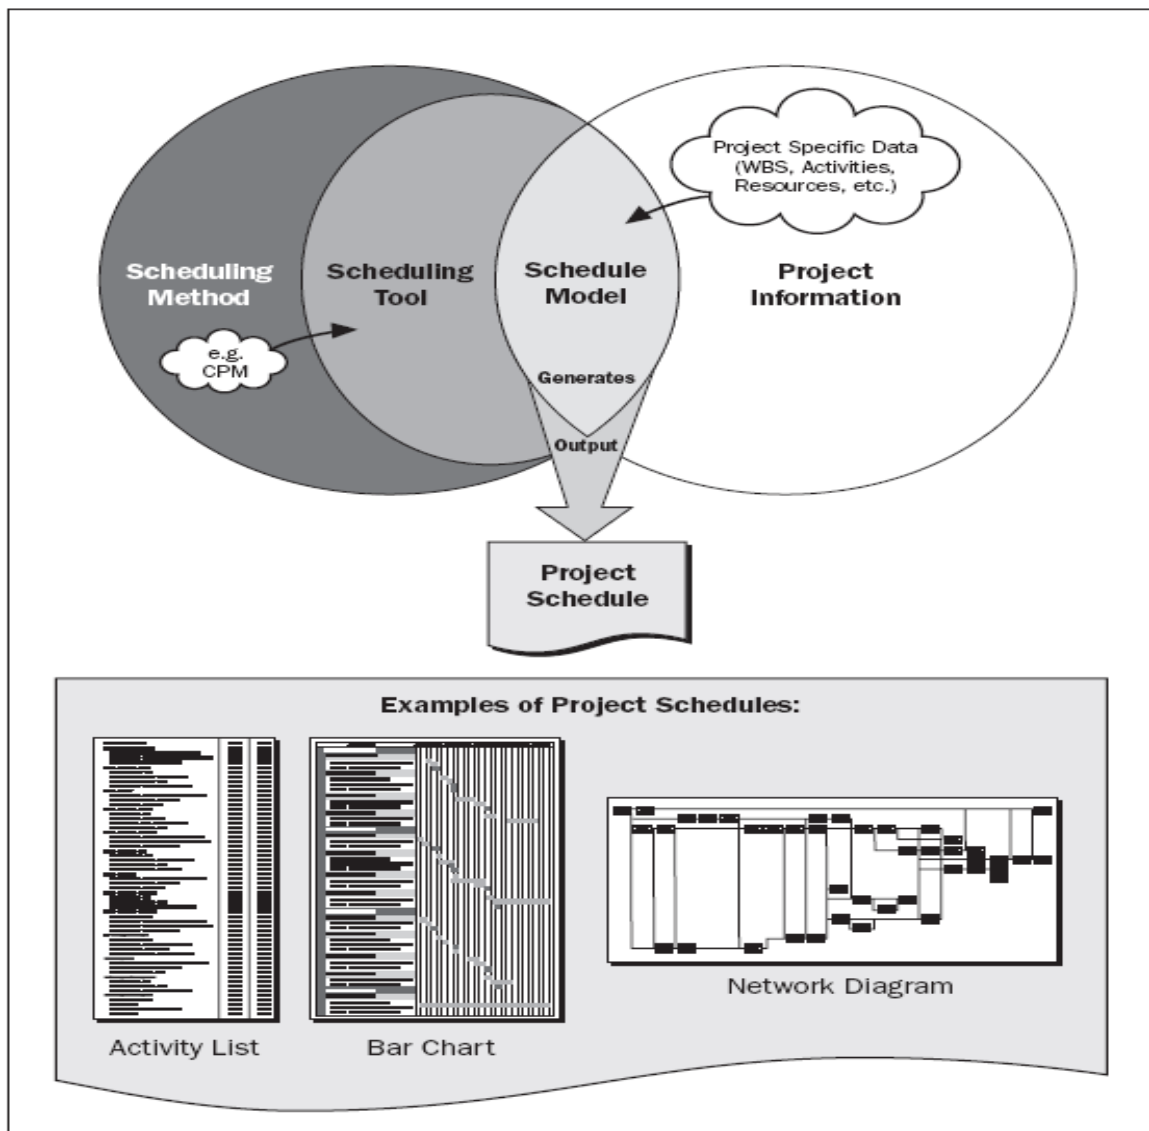 Project Specific Data
(WBS, Activities,
Resources, etc.)
Scheduling
Method
Scheduling
Tool
Schedule
Model
Project
Information
e.g.
CPM
Generates
Output
Project
Schedule
Examples of Project Schedules:
Activity List
Bar Chart
Network Diagram